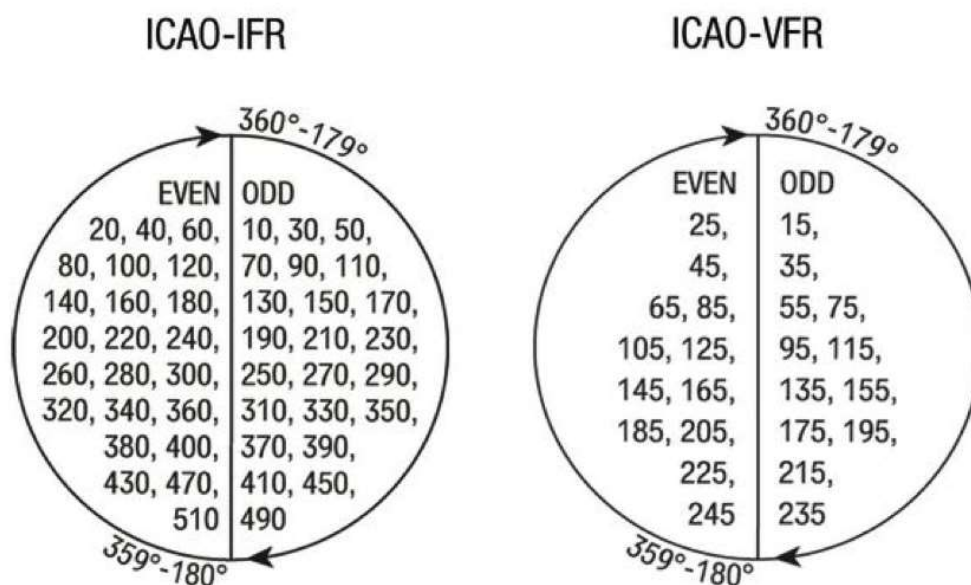 ICAO-IFR
360°-179°
EVEN ODD
20, 40, 60, 10, 30, 50,
80, 100, 120, 70, 90, 110,
140, 160, 180, 130, 150, 170,
200, 220, 240, 190, 210, 230,
260, 280, 300, 250, 270, 290,
320, 340, 360, 310, 330, 350,
380, 400, 370, 390,
430, 470, 410, 450,
510 490
359°-180°
ICAO-VFR
360°-179°
EVEN ODD
25, 15,
45, 35,
65, 85, 55, 75,
105, 125, 95, 115,
145, 165, 135, 155,
185, 205, 175, 195,
225, 215,
245 235
359°-180°